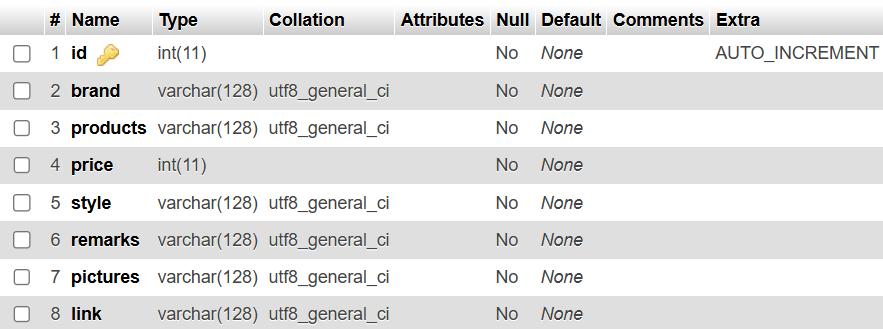 # Name Type Collation Attributes Null Default Comments Extra
1 id int(11) No None AUTO_INCREMENT
2 brand varchar(128) utf8_general_ci No None
3 products varchar(128) utf8_general_ci No None
4 price int(11) No None
5 style varchar(128) utf8_general_ci No None
6 remarks varchar(128) utf8_general_ci No None
7 pictures varchar(128) utf8_general_ci No None
8 link varchar(128) utf8_general_ci No None